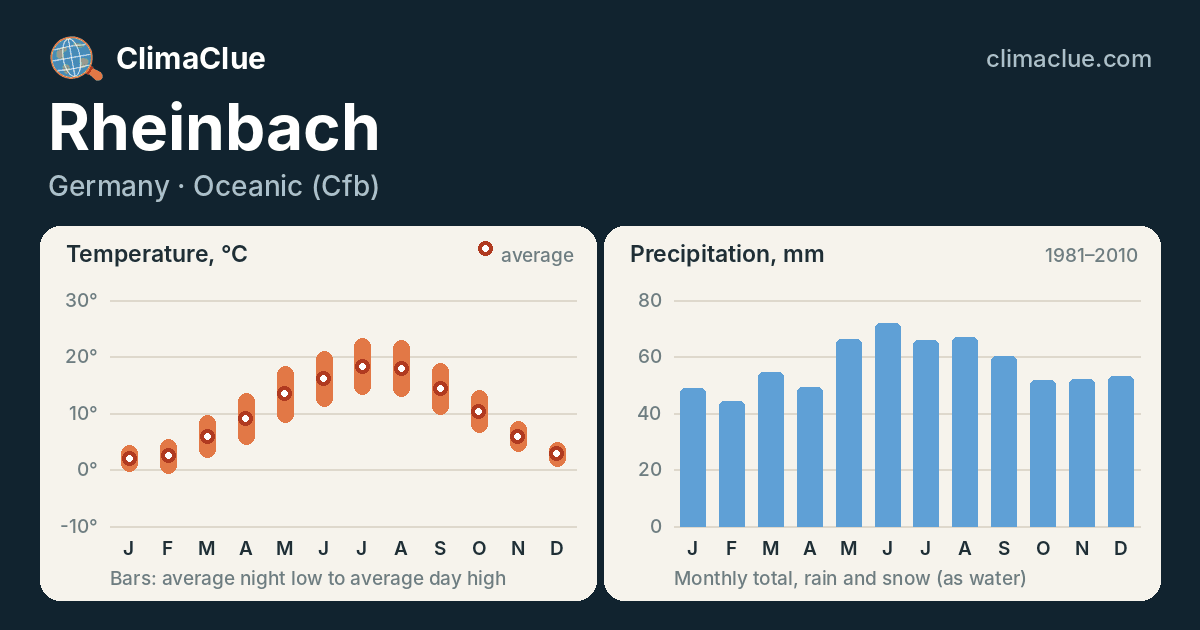 ClimaClue
climaclue.com
Rheinbach
Germany · Oceanic (Cfb)
Temperature, °C
average
30°
20°
10°
0°
-10°
J F M A M J J A S O N D
Bars: average night low to average day high
Precipitation, mm
1981–2010
80
60
40
20
0
J F M A M J J A S O N D
Monthly total, rain and snow (as water)